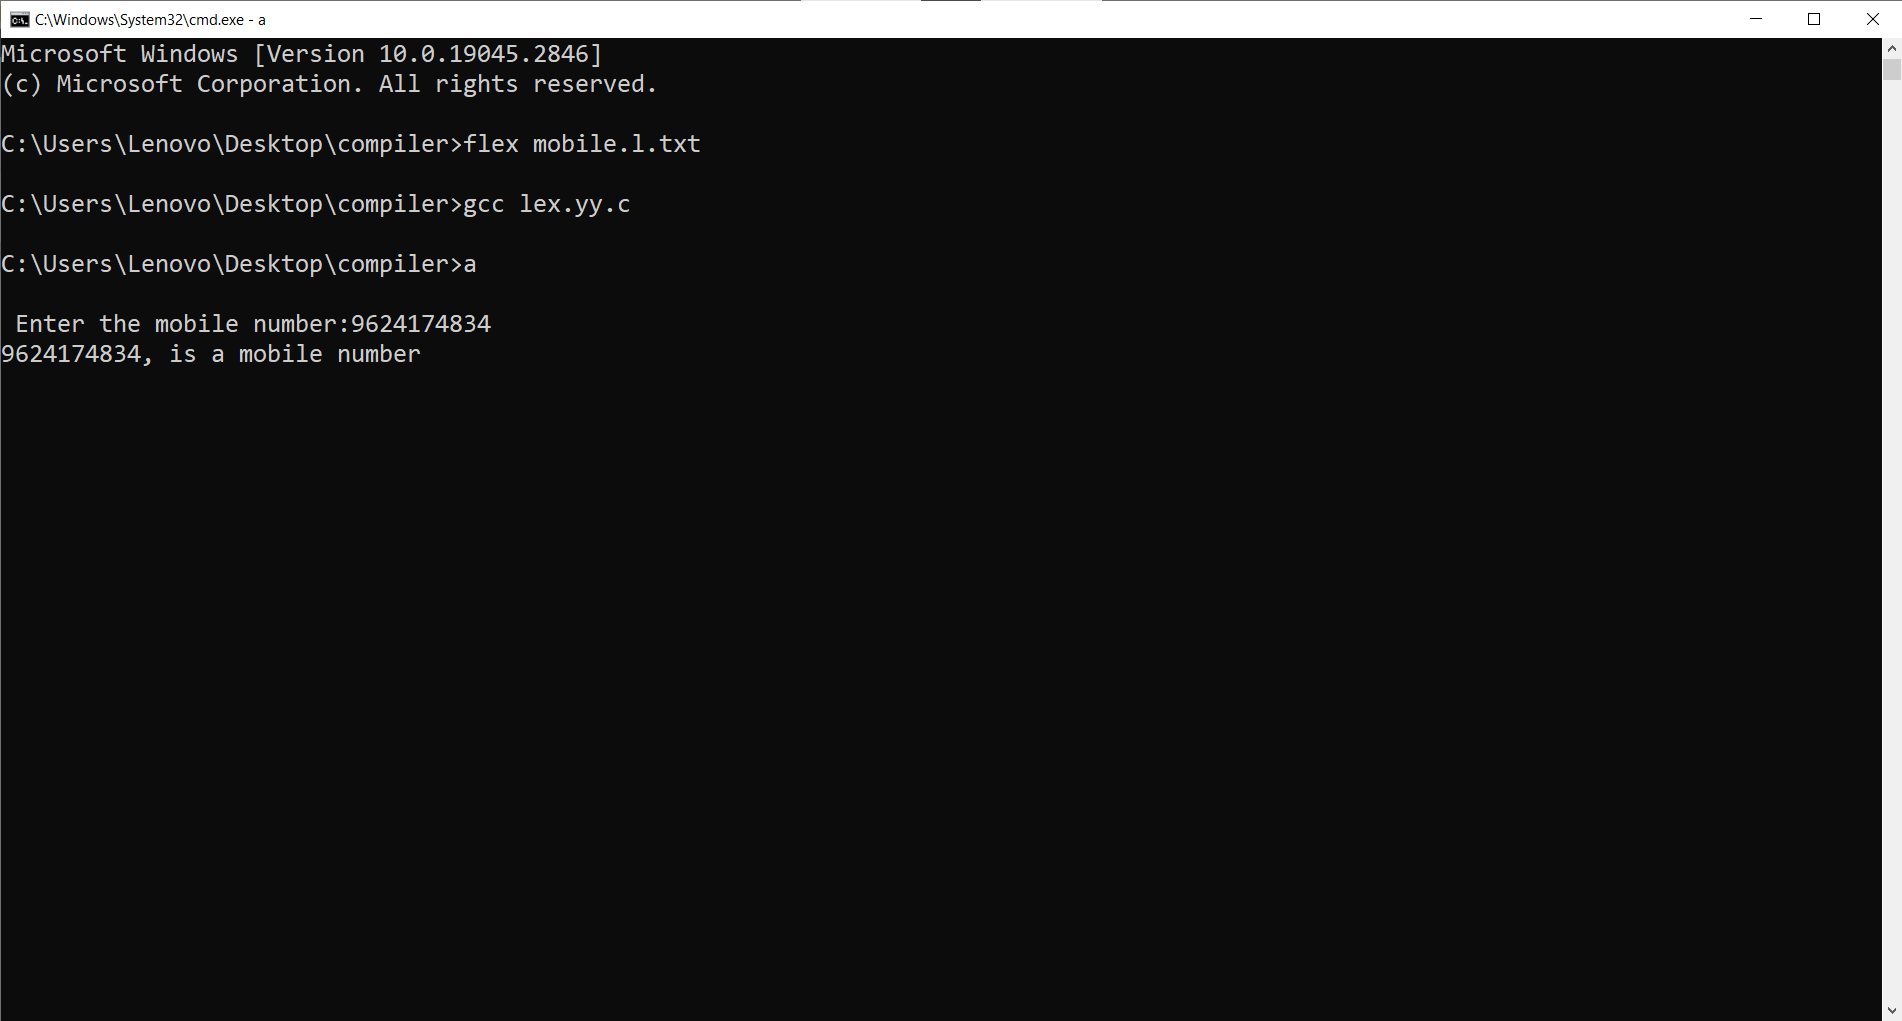 C:\Windows\System32\cmd.exe - a
Microsoft Windows [Version 10.0.19045.2846]
(c) Microsoft Corporation. All rights reserved.
C:\Users\Lenovo\Desktop\compiler>flex mobile.l.txt
C:\Users\Lenovo\Desktop\compiler>gcc lex.yy.c
C:\Users\Lenovo\Desktop\compiler>a
Enter the mobile number:9624174834
9624174834, is a mobile number